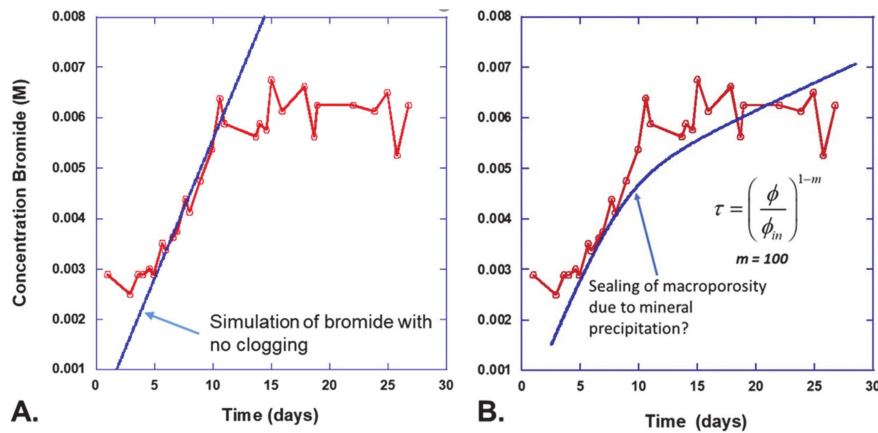 0.008
0.007
0.006
0.005
0.004
0.003
0.002
0.001
Concentration Bromide (M)
0 5 10 15 20 25 30
Time (days)
Simulation of bromide with
no clogging
A.
0.008
0.007
0.006
0.005
0.004
0.003
0.002
0.001
0 5 10 15 20 25 30
Time (days)
τ = (ϕ / ϕ_in)^{1−m}
m = 100
Sealing of macroporosity
due to mineral
precipitation?
B.